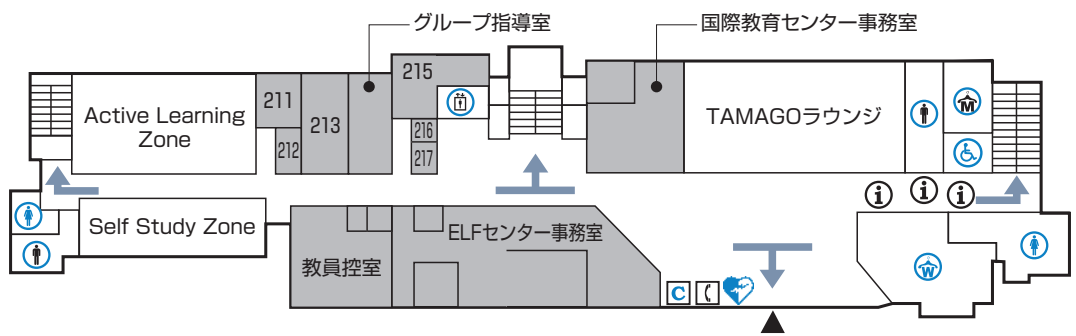 グループ指導室
国際教育センター事務室
215
211
Active Learning
Zone
213
TAMAGOラウンジ
M
216
212
217
i
i
i
Self Study Zone
ELFセンター事務室
教員控室
W
C